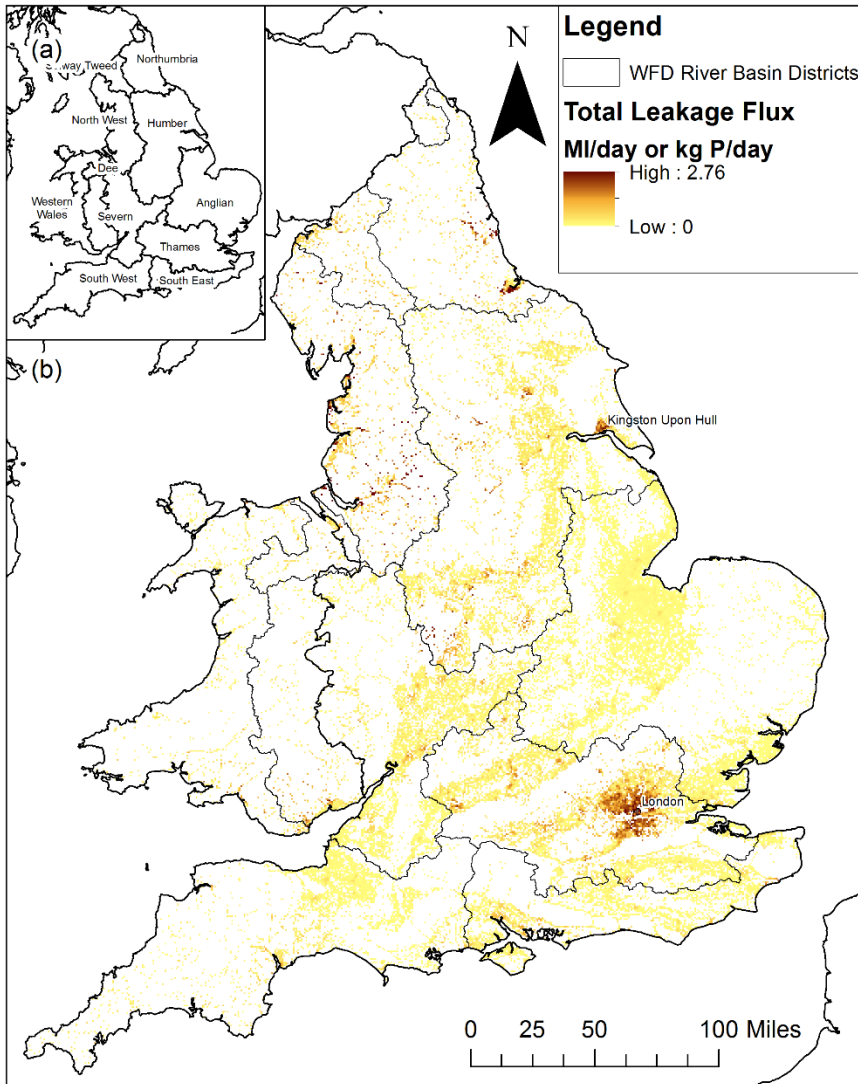 (a)
Northumbria
Tweed
North West
Humber
Dee
Western
Wales
Severn
Anglian
Thames
South West
South East
N
Legend
WFD River Basin Districts
Total Leakage Flux
Ml/day or kg P/day
High : 2.76
Low : 0
(b)
Kingston Upon Hull
London
0 25 50 100 Miles